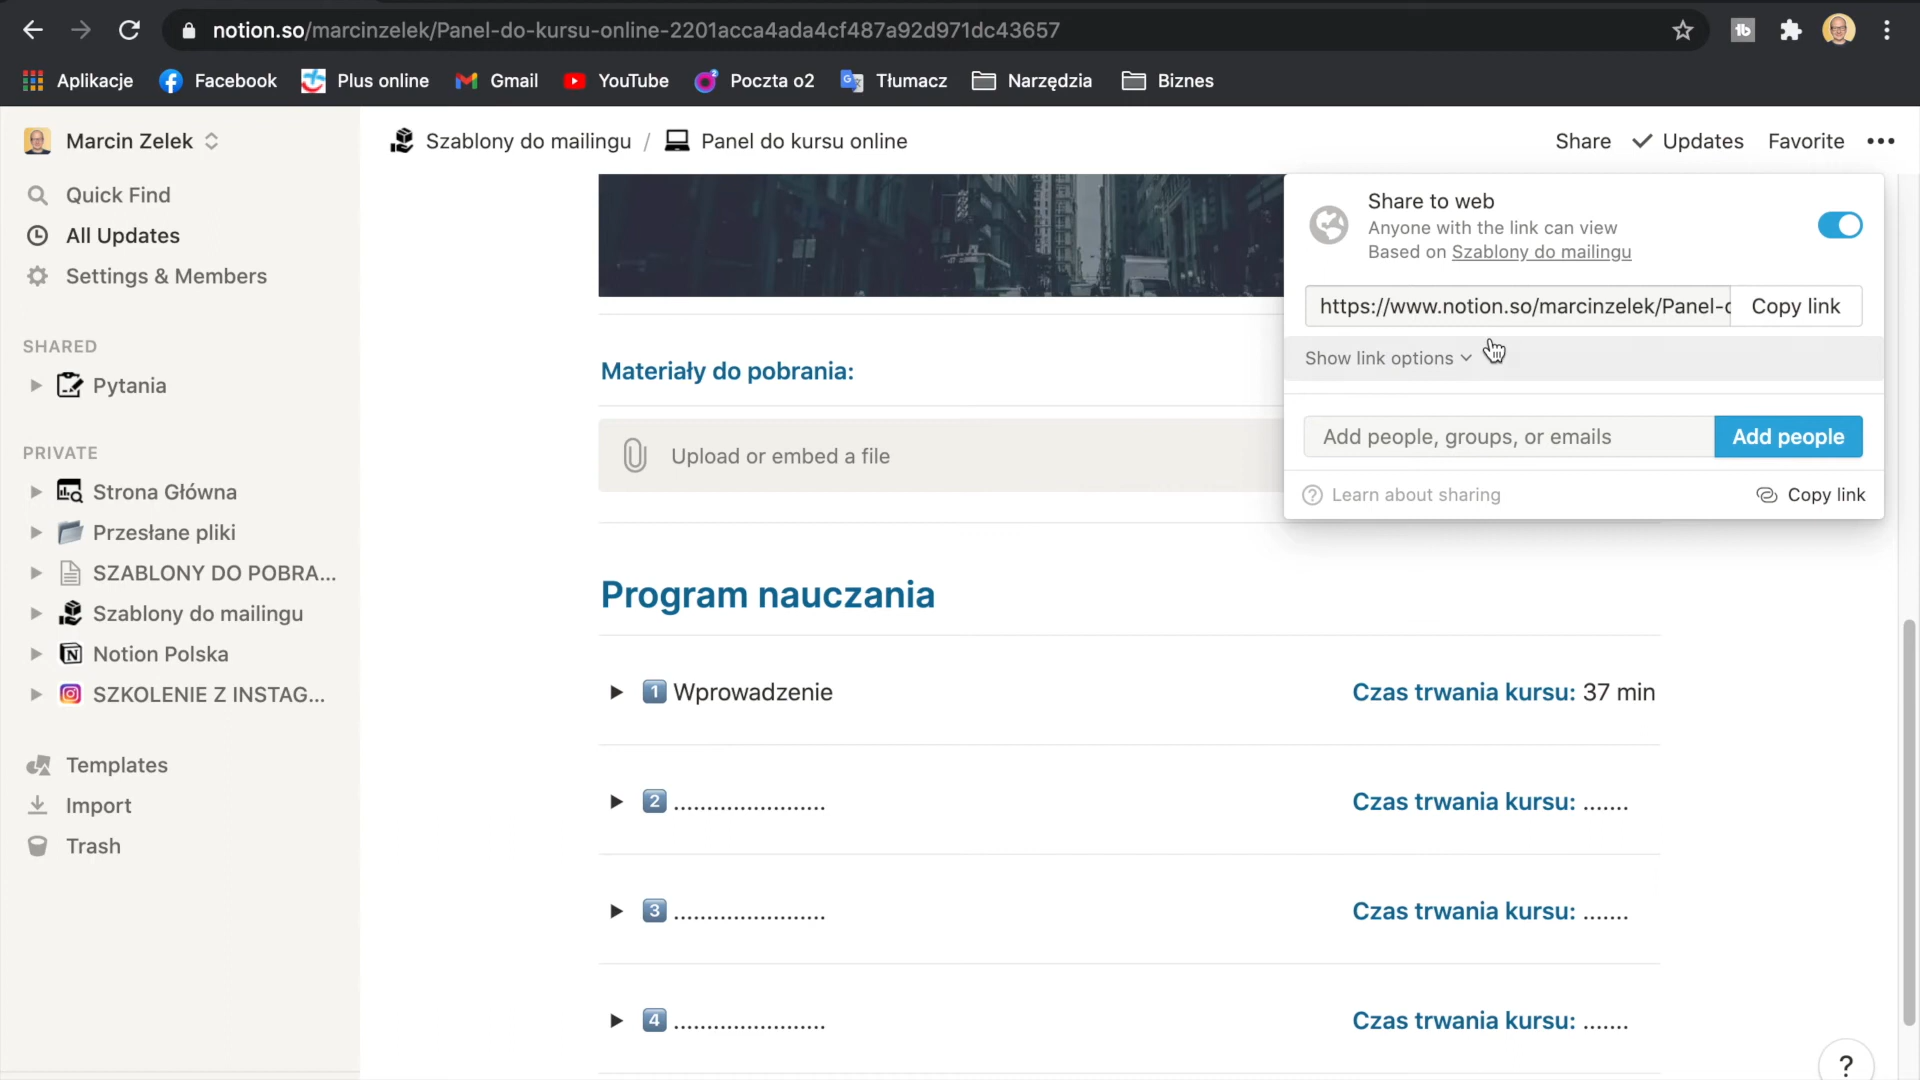 notion.so/marcinzelek/Panel-do-kursu-online-2201acca4ada4cf487a92d971dc43657
Aplikacje Facebook Plus online Gmail YouTube Poczta o2 Tłumacz Narzędzia Biznes
Marcin Zelek
Quick Find
All Updates
Settings & Members
SHARED
Pytania
PRIVATE
Strona Główna
Przesłane pliki
SZABLONY DO POBRA...
Szablony do mailingu
Notion Polska
SZKOLENIE Z INSTAG...
Templates
Import
Trash
Szablony do mailingu / Panel do kursu online
Share Updates Favorite •••
Share to web
Anyone with the link can view
Based on Szablony do mailingu
https://www.notion.so/marcinzelek/Panel-d Copy link
Show link options
Add people, groups, or emails Add people
Learn about sharing Copy link
Materiały do pobrania:
Upload or embed a file
Program nauczania
1 Wprowadzenie Czas trwania kursu: 37 min
2 ....................... Czas trwania kursu: .......
3 ....................... Czas trwania kursu: .......
4 ....................... Czas trwania kursu: .......
?